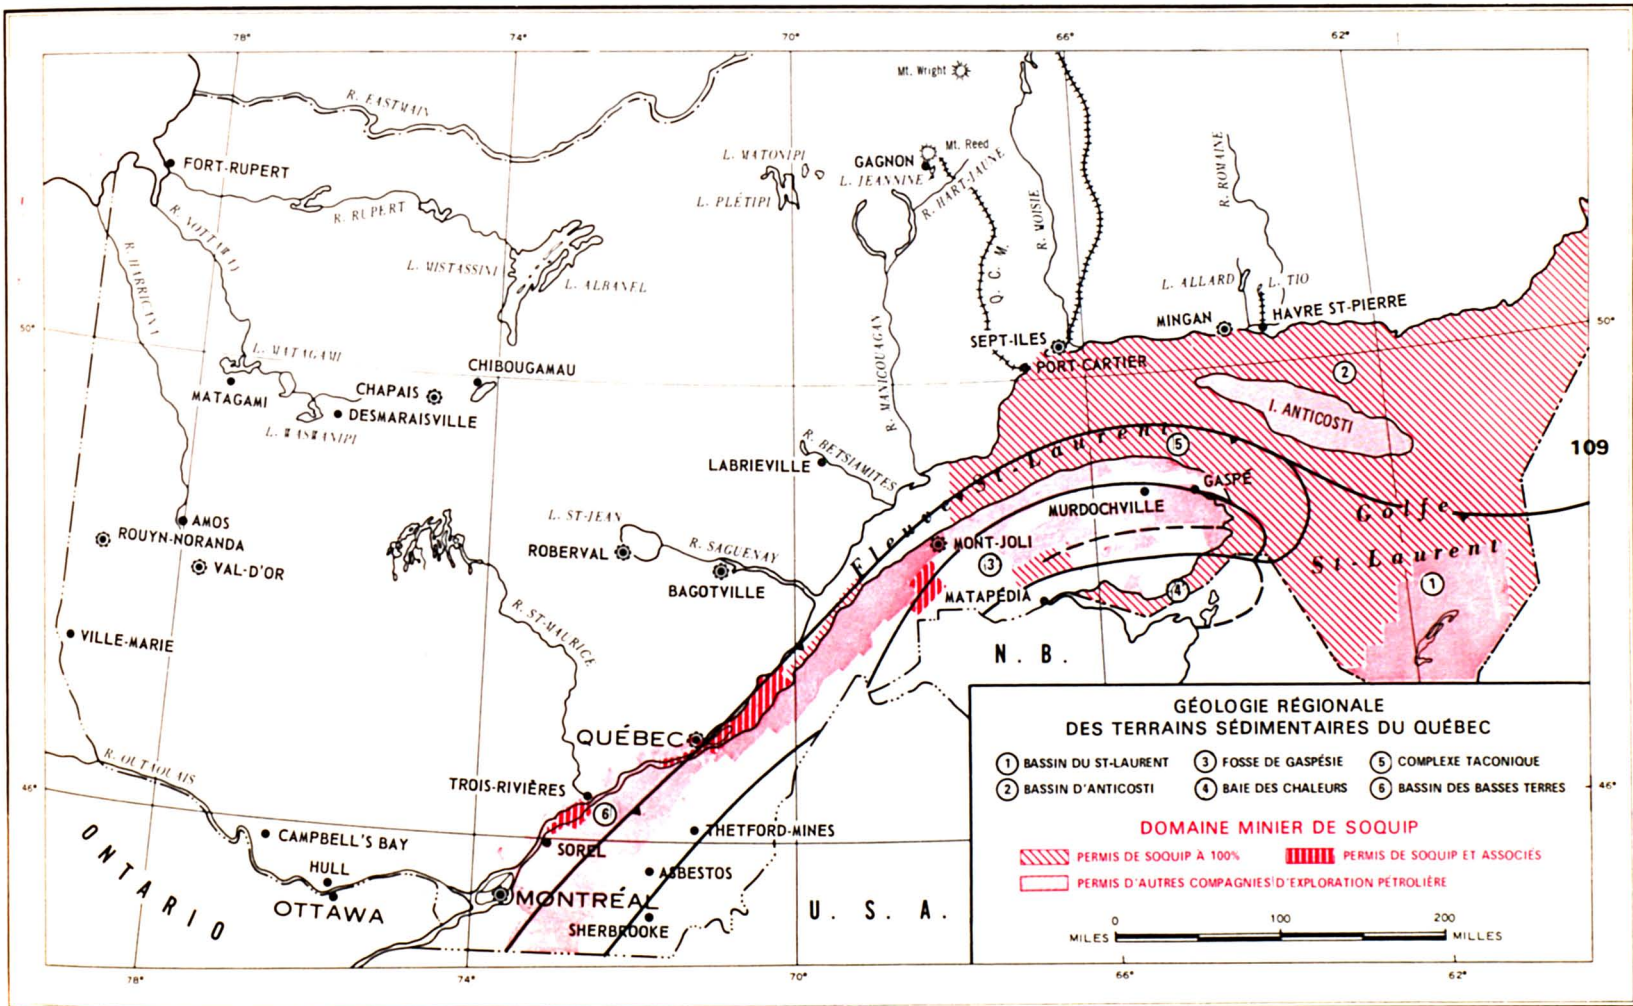 78°
74°
70°
66°
62°
Mt. Wright
R. EASTMAIN
FORT-RUPERT
L. MATONIPI
GAGNON
Mt. Reed
L. JEANNINE
R. HART-JAUNE
R. ROMAINE
L. PLÉTIPI
R. RUPERT
R. NOTTAWAY
R. HARRICANA
R. MOISIE
Q. C. M.
L. MISTASSINI
L. ALBANEL
L. ALLARD
L. TIO
HAVRE ST-PIERRE
MINGAN
50°
50°
SEPT-ILES
PORT-CARTIER
R. MANICOUAGAN
L. MATAGAMI
CHIBOUGAMAU
CHAPAIS
MATAGAMI
DESMARAISVILLE
L. WASWANIPI
2
I. ANTICOSTI
109
R. BETSIAMITES
LABRIEVILLE
Fleuve St-Laurent
5
GASPÉ
MURDOCHVILLE
Golfe
St-Laurent
AMOS
ROUYN-NORANDA
VAL-D'OR
L. ST-JEAN
ROBERVAL
R. SAGUENAY
BAGOTVILLE
MONT-JOLI
3
MATAPÉDIA
4
1
R. ST-MAURICE
VILLE-MARIE
N. B.
QUÉBEC
TROIS-RIVIÈRES
6
R. OUTAOUAIS
46°
46°
CAMPBELL'S BAY
SOREL
THETFORD-MINES
ASBESTOS
HULL
OTTAWA
MONTRÉAL
SHERBROOKE
ONTARIO
U. S. A.
GÉOLOGIE RÉGIONALE
DES TERRAINS SÉDIMENTAIRES DU QUÉBEC
1 BASSIN DU ST-LAURENT
3 FOSSE DE GASPÉSIE
5 COMPLEXE TACONIQUE
2 BASSIN D'ANTICOSTI
4 BAIE DES CHALEURS
6 BASSIN DES BASSES TERRES
DOMAINE MINIER DE SOQUIP
PERMIS DE SOQUIP À 100%
PERMIS DE SOQUIP ET ASSOCIÉS
PERMIS D'AUTRES COMPAGNIES D'EXPLORATION PÉTROLIÈRE
0 100 200
MILES MILLES
78°
74°
70°
66°
62°